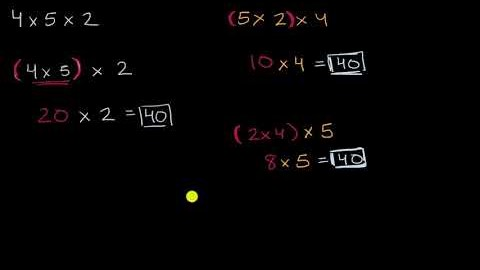 4 x 5 x 2
(4 x 5) x 2
20 x 2 = 40
(5 x 2) x 4
10 x 4 = 40
(2 x 4) x 5
8 x 5 = 40